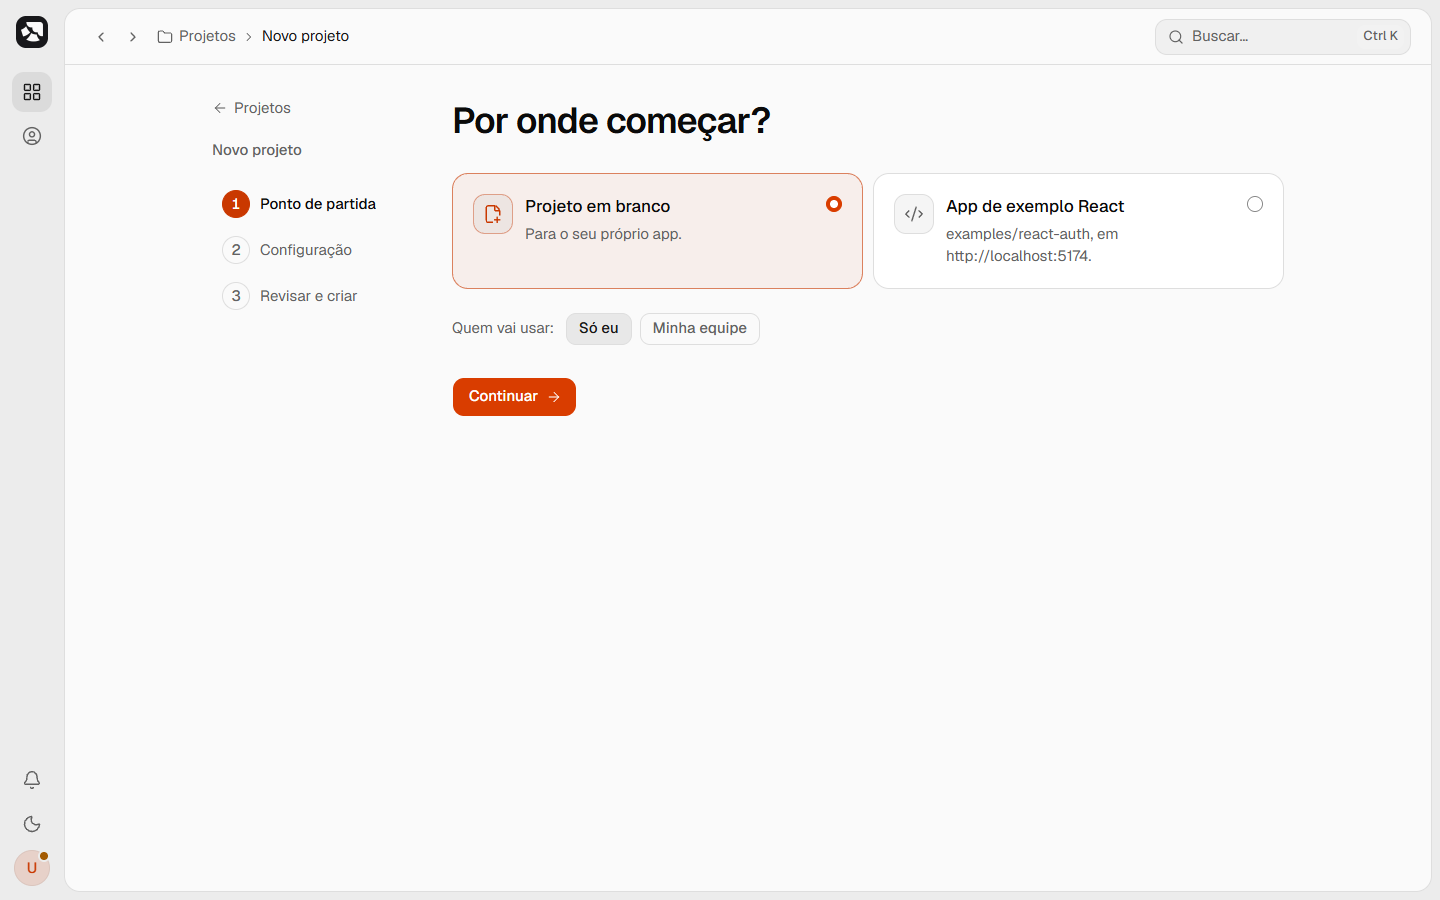 Projetos
Novo projeto
Buscar...
Ctrl K
Projetos
Novo projeto
1 Ponto de partida
2 Configuração
3 Revisar e criar
Por onde começar?
Projeto em branco
Para o seu próprio app.
App de exemplo React
examples/react-auth, em
http://localhost:5174.
Quem vai usar: Só eu Minha equipe
Continuar
U